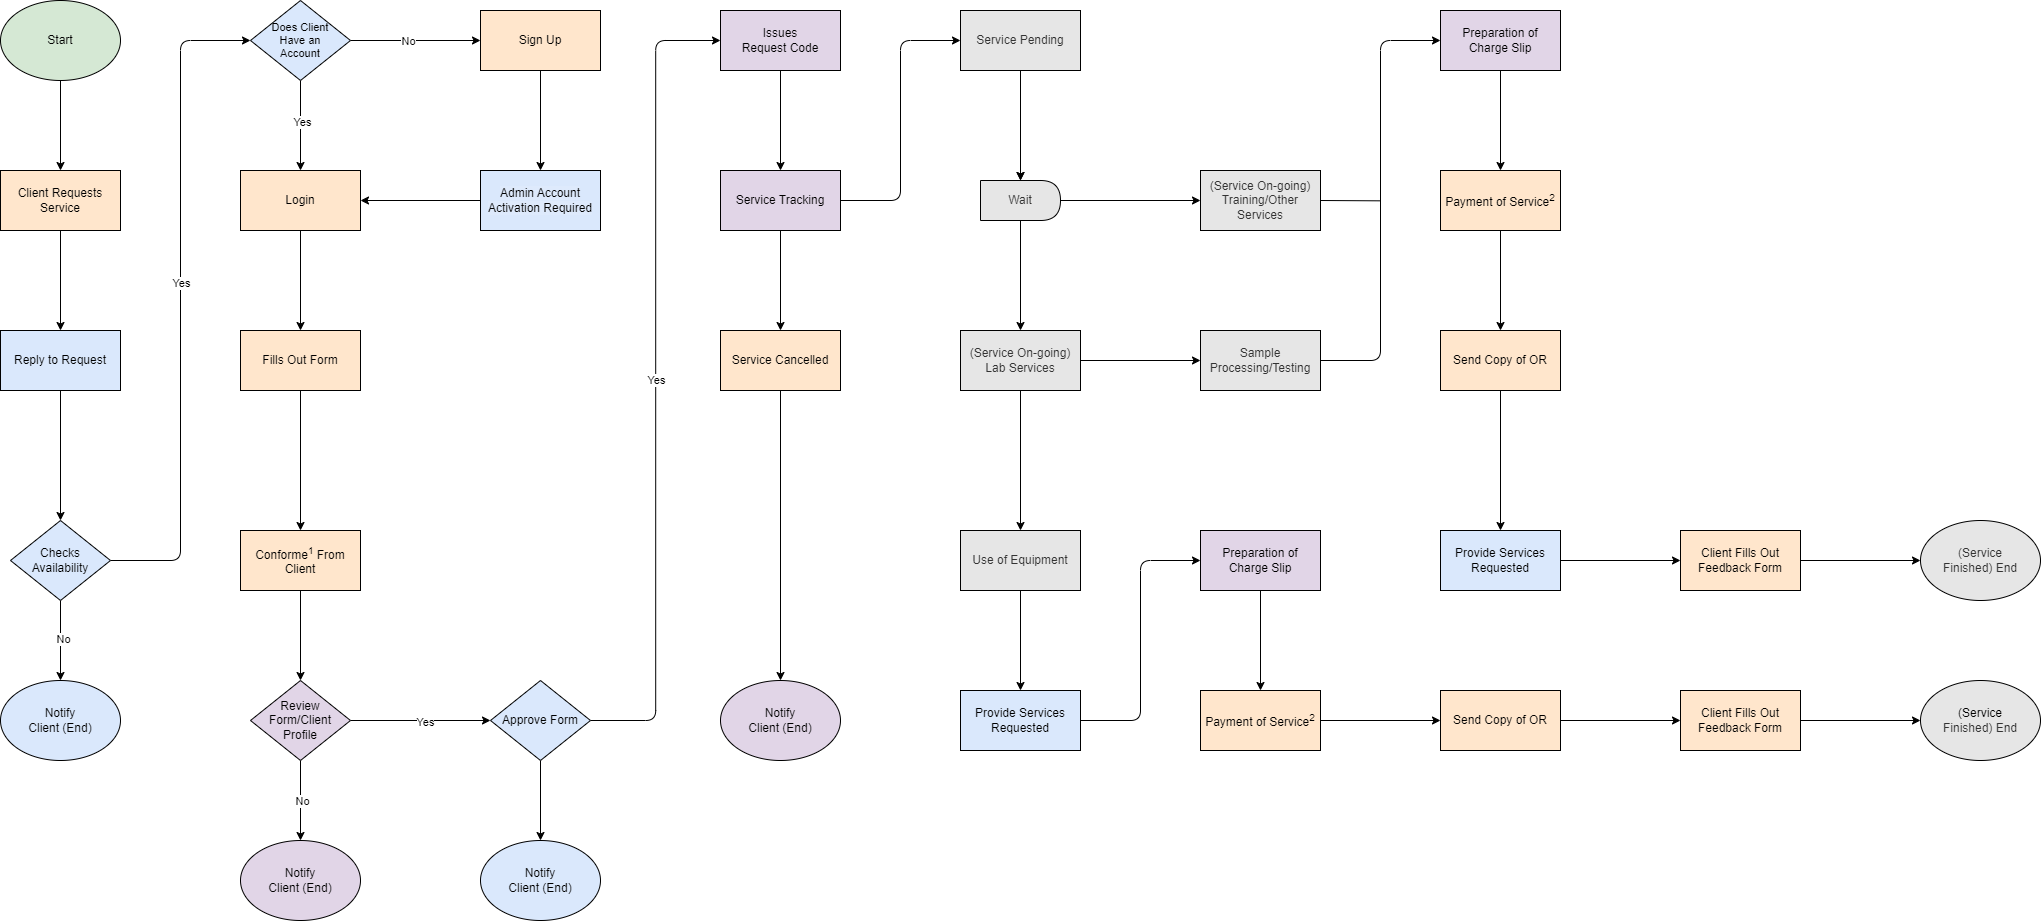 Start
Client Requests
Service
Reply to Request
Checks
Availability
No
Notify
Client (End)
Yes
Does Client
Have an
Account
No
Sign Up
Yes
Login
Admin Account
Activation Required
Fills Out Form
Conforme¹ From
Client
Review
Form/Client
Profile
Yes
Approve Form
No
Notify
Client (End)
Notify
Client (End)
Yes
Issues
Request Code
Service Tracking
Service Cancelled
Notify
Client (End)
Service Pending
Wait
(Service On-going)
Training/Other
Services
(Service On-going)
Lab Services
Sample
Processing/Testing
Use of Equipment
Provide Services
Requested
Preparation of
Charge Slip
Payment of Service²
Send Copy of OR
Client Fills Out
Feedback Form
(Service
Finished) End
Preparation of
Charge Slip
Payment of Service²
Send Copy of OR
Provide Services
Requested
Client Fills Out
Feedback Form
(Service
Finished) End